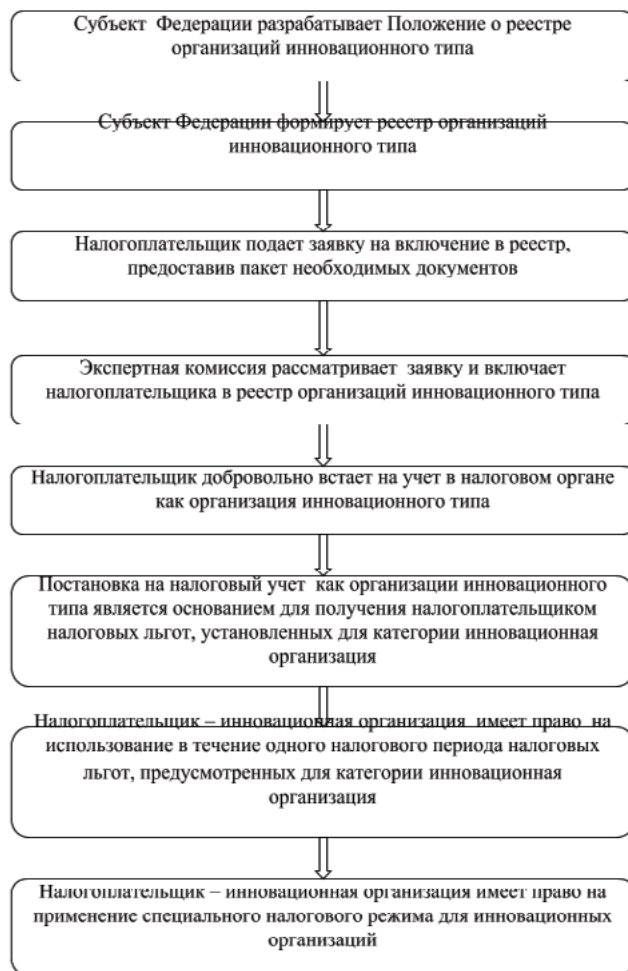 Субъект Федерации разрабатывает Положение о реестре
организаций инновационного типа
Субъект Федерации формирует реестр организаций
инновационного типа
Налогоплательщик подает заявку на включение в реестр,
предоставив пакет необходимых документов
Экспертная комиссия рассматривает заявку и включает
налогоплательщика в реестр организаций инновационного типа
Налогоплательщик добровольно встает на учет в налоговом органе
как организация инновационного типа
Постановка на налоговый учет как организации инновационного
типа является основанием для получения налогоплательщиком
налоговых льгот, установленных для категории инновационная
организация
Налогоплательщик – инновационная организация имеет право на
использование в течение одного налогового периода налоговых
льгот, предусмотренных для категории инновационная
организация
Налогоплательщик – инновационная организация имеет право на
применение специального налогового режима для инновационных
организаций